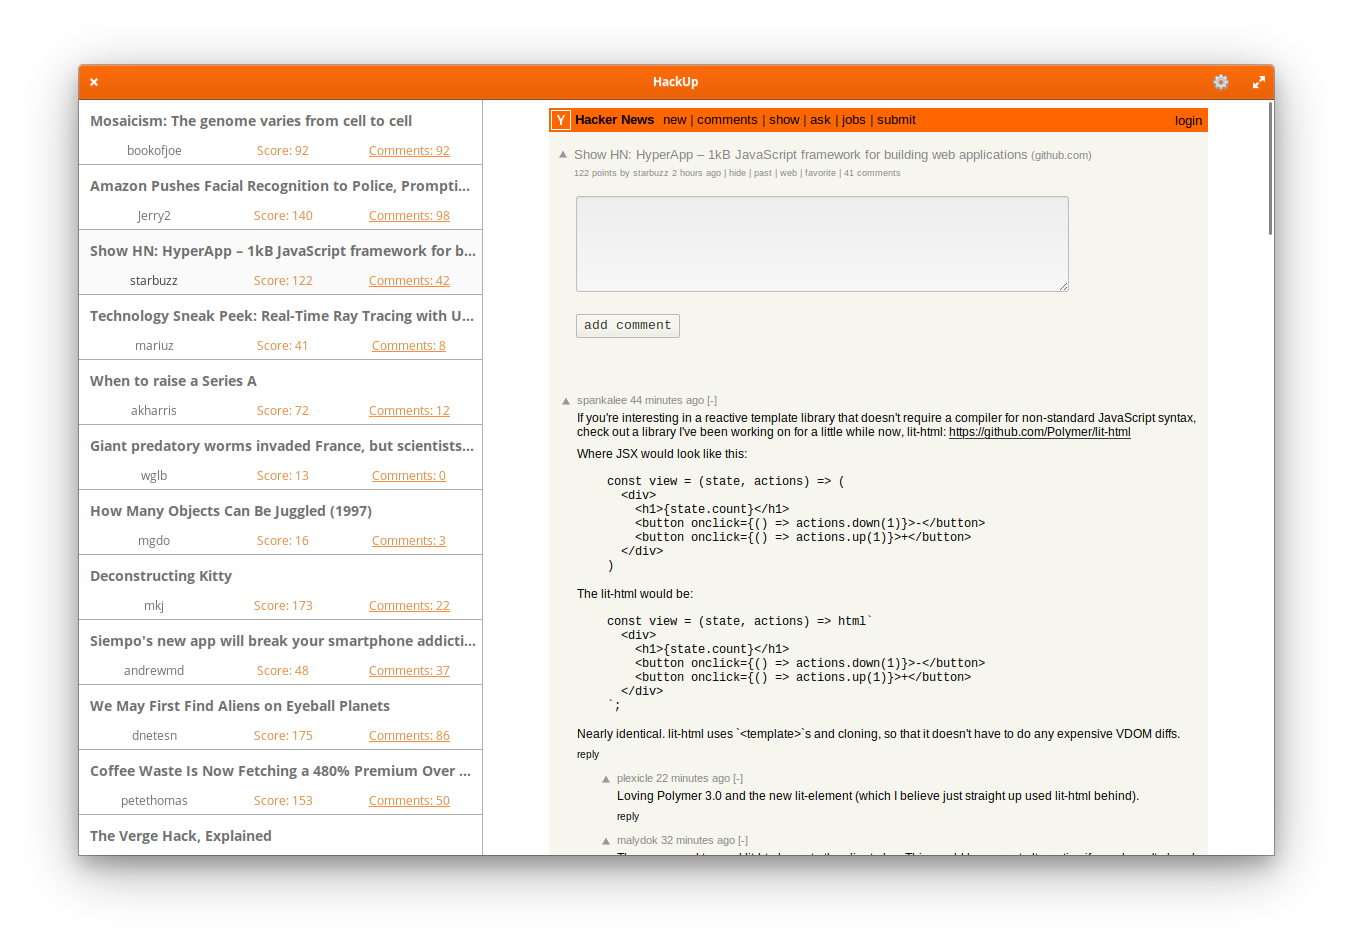 HackUp
Mosaicism: The genome varies from cell to cell
bookofjoe Score: 92 Comments: 92
Amazon Pushes Facial Recognition to Police, Prompti...
Jerry2 Score: 140 Comments: 98
Show HN: HyperApp – 1kB JavaScript framework for b...
starbuzz Score: 122 Comments: 42
Technology Sneak Peek: Real-Time Ray Tracing with U...
mariuz Score: 41 Comments: 8
When to raise a Series A
akharris Score: 72 Comments: 12
Giant predatory worms invaded France, but scientists...
wglb Score: 13 Comments: 0
How Many Objects Can Be Juggled (1997)
mgdo Score: 16 Comments: 3
Deconstructing Kitty
mkj Score: 173 Comments: 22
Siempo's new app will break your smartphone addicti...
andrewmd Score: 48 Comments: 37
We May First Find Aliens on Eyeball Planets
dnetesn Score: 175 Comments: 86
Coffee Waste Is Now Fetching a 480% Premium Over ...
petethomas Score: 153 Comments: 50
The Verge Hack, Explained
Y Hacker News new | comments | show | ask | jobs | submit login
Show HN: HyperApp – 1kB JavaScript framework for building web applications (github.com)
122 points by starbuzz 2 hours ago | hide | past | web | favorite | 41 comments
add comment
spankalee 44 minutes ago [-]
If you're interesting in a reactive template library that doesn't require a compiler for non-standard JavaScript syntax,
check out a library I've been working on for a little while now, lit-html: https://github.com/Polymer/lit-html
Where JSX would look like this:
const view = (state, actions) => (
<div>
<h1>{state.count}</h1>
<button onclick={() => actions.down(1)}>-</button>
<button onclick={() => actions.up(1)}>+</button>
</div>
)
The lit-html would be:
const view = (state, actions) => html`
<div>
<h1>{state.count}</h1>
<button onclick={() => actions.down(1)}>-</button>
<button onclick={() => actions.up(1)}>+</button>
</div>
`;
Nearly identical. lit-html uses `<template>`s and cloning, so that it doesn't have to do any expensive VDOM diffs.
reply
plexicle 22 minutes ago [-]
Loving Polymer 3.0 and the new lit-element (which I believe just straight up used lit-html behind).
reply
malydok 32 minutes ago [-]